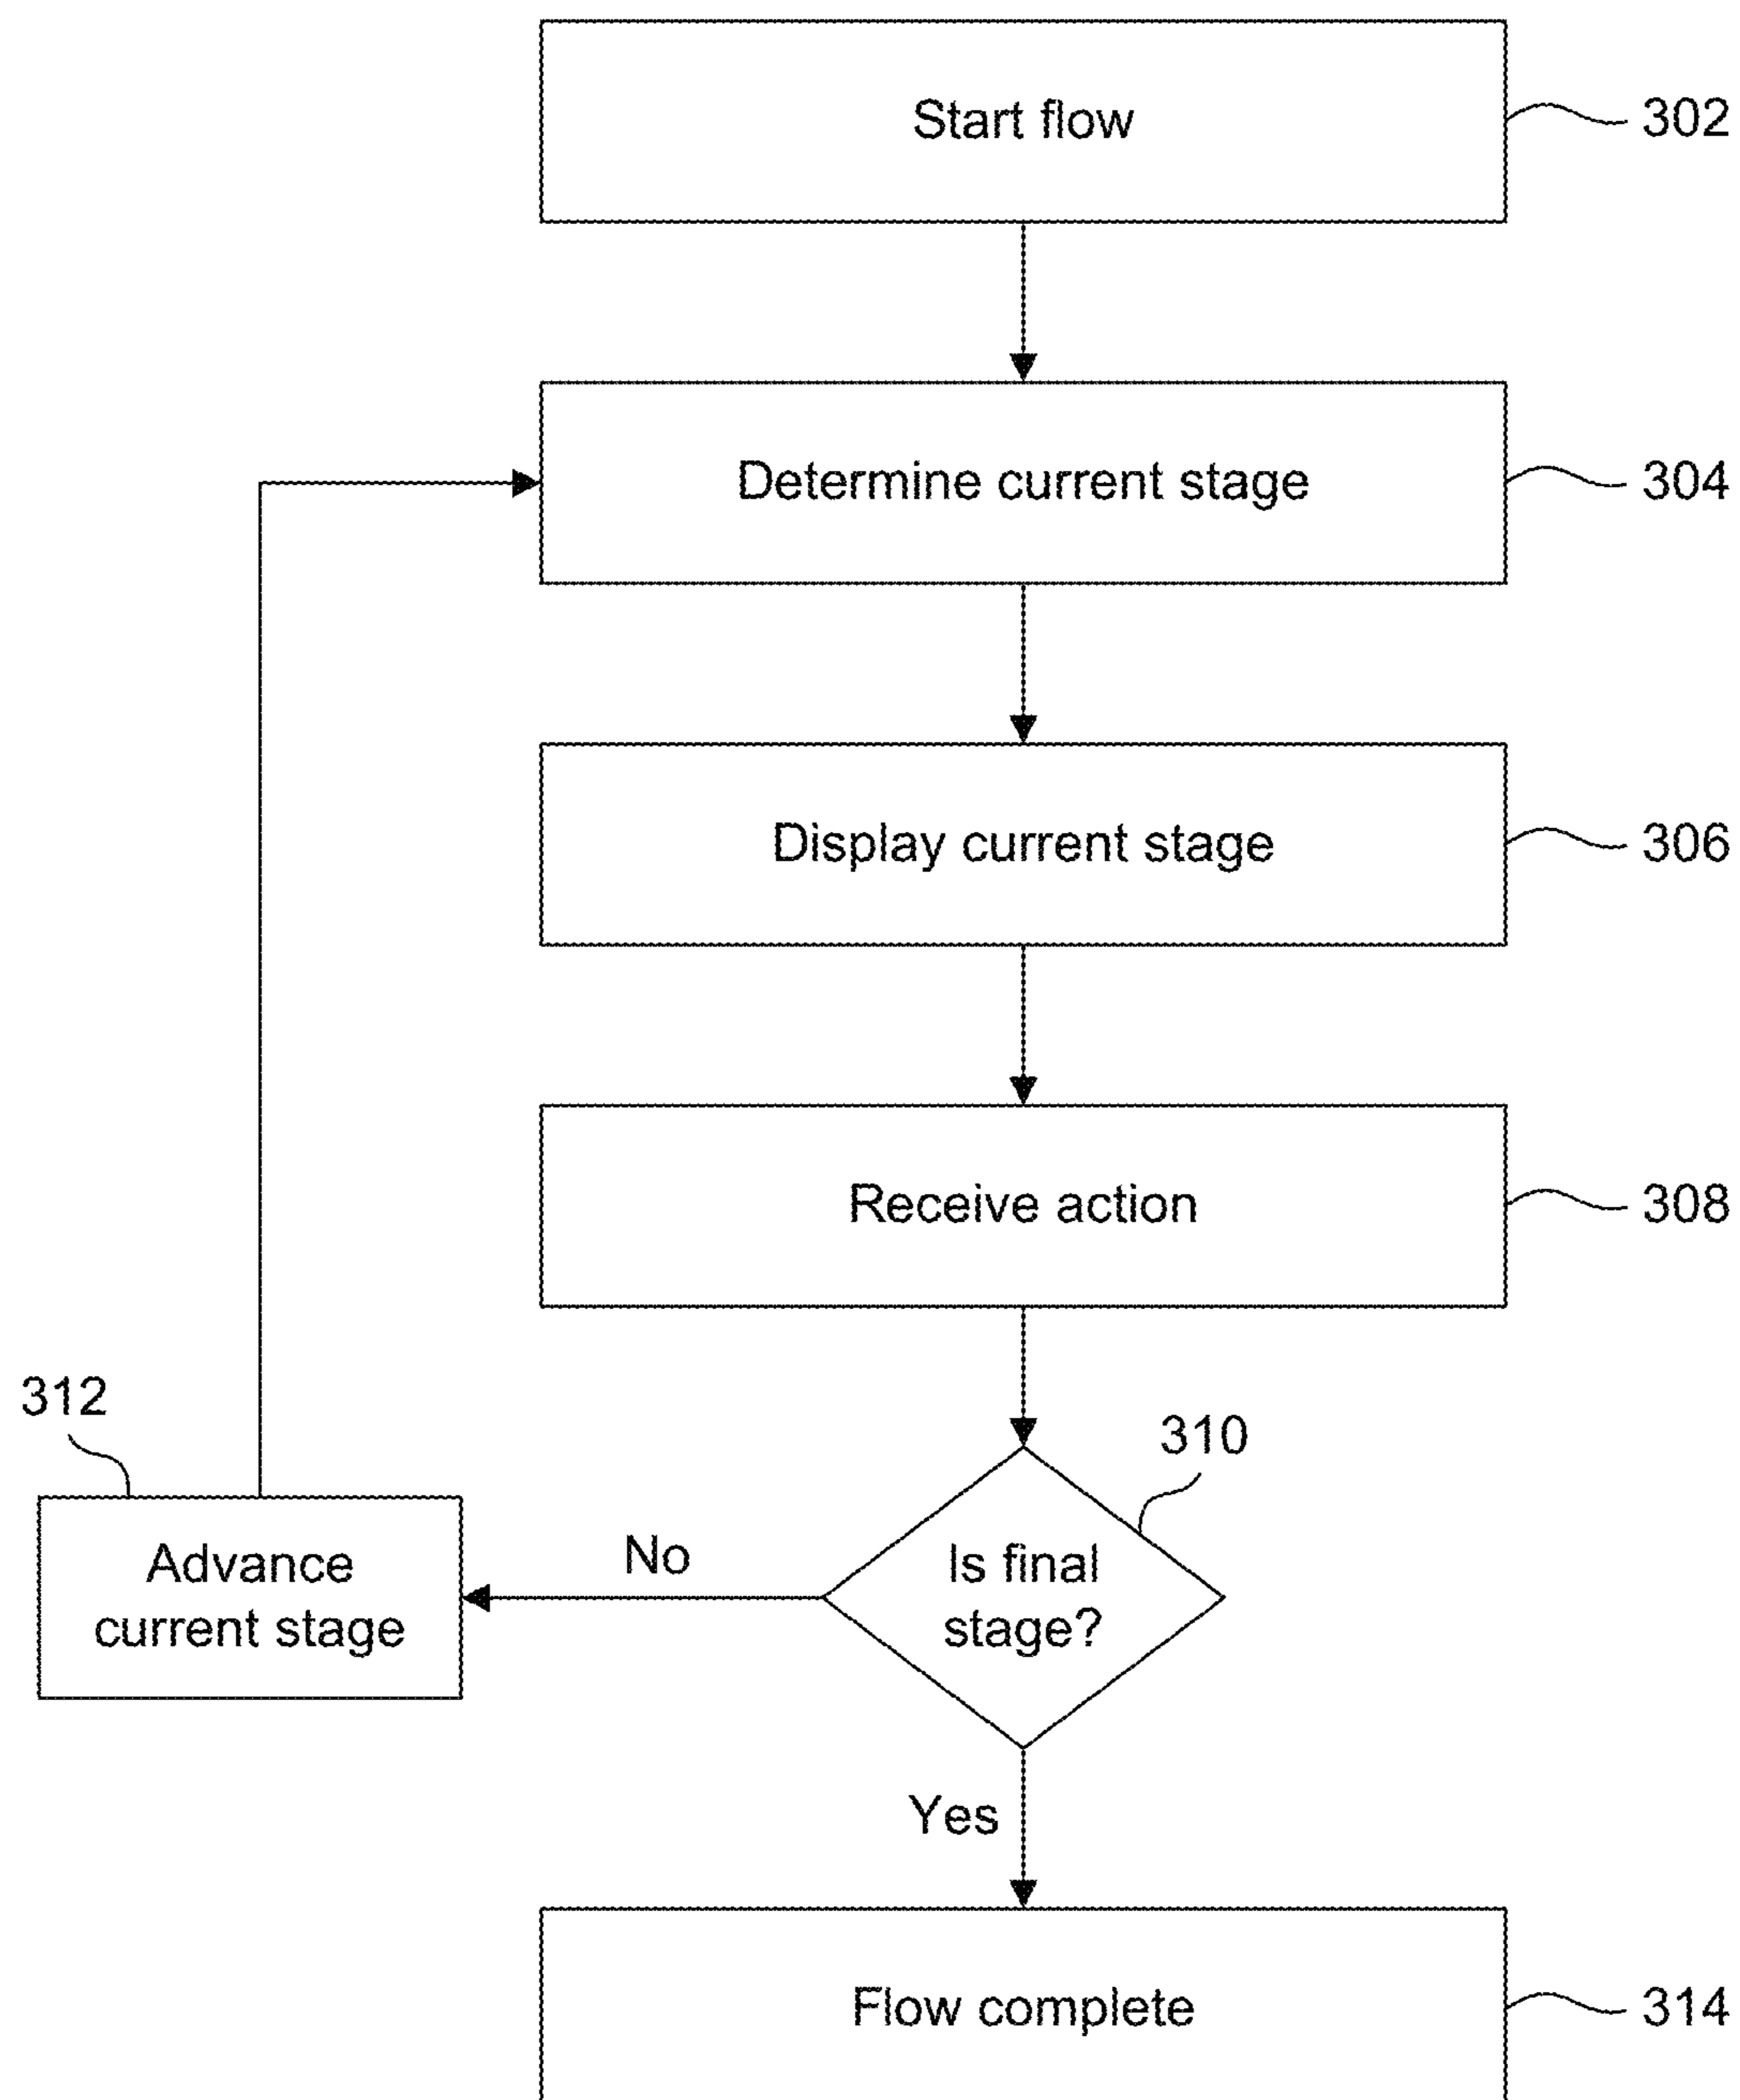 Start flow
302
Determine current stage
304
Display current stage
306
Receive action
308
312
310
Advance
current stage
No
Is final
stage?
Yes
Flow complete
314